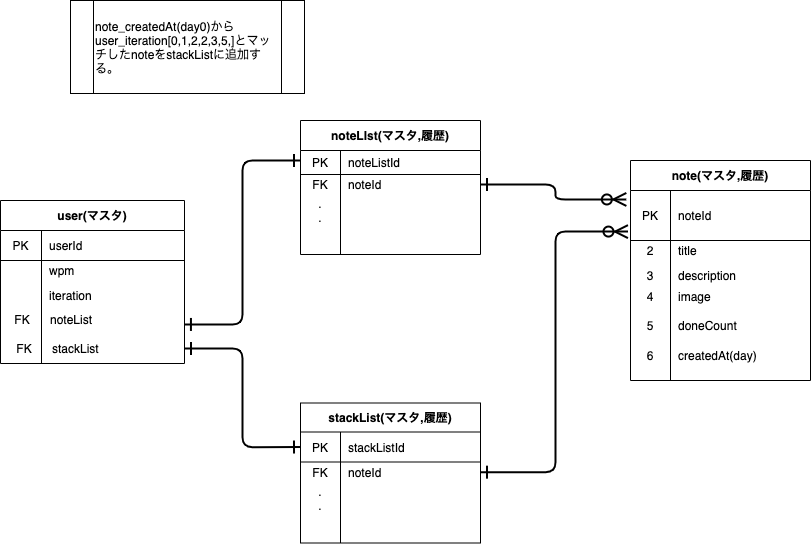 note_createdAt(day0)から
user_iteration[0,1,2,2,3,5,]とマッ
チしたnoteをstackListに追加す
る。
noteLIst(マスタ,履歴)
PK noteListId
FK noteId
.
.
note(マスタ,履歴)
PK noteId
2 title
3 description
4 image
5 doneCount
6 createdAt(day)
user(マスタ)
PK userId
wpm
iteration
FK noteList
FK stackList
stackList(マスタ,履歴)
PK stackListId
FK noteId
.
.